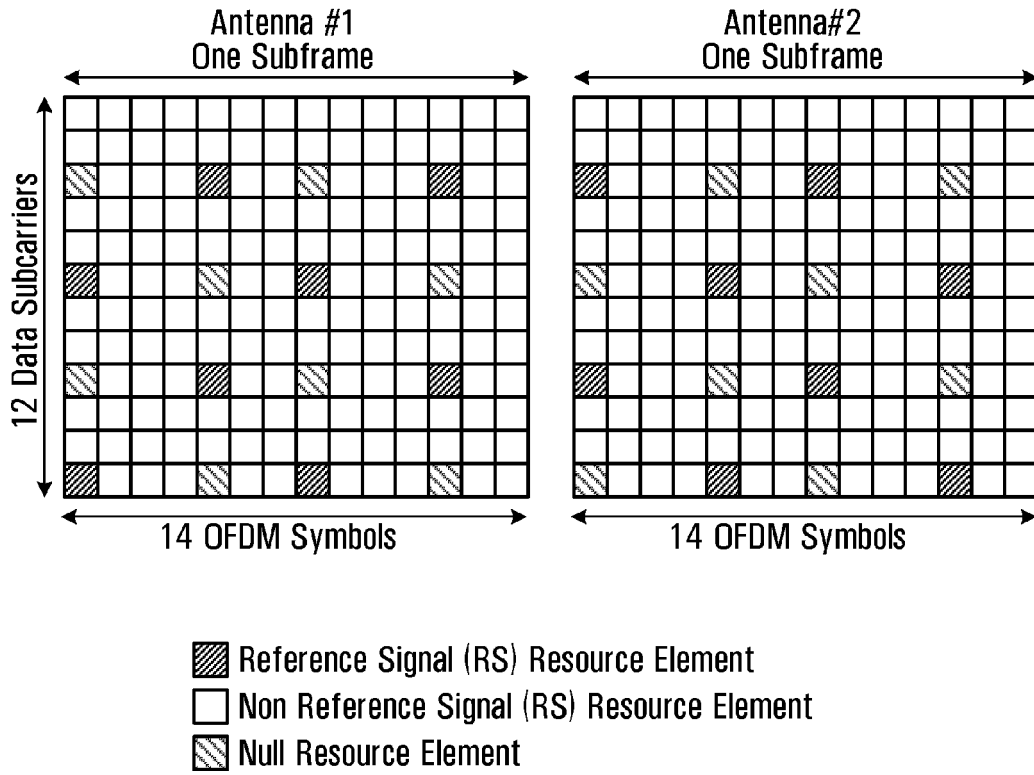 Antenna #1
One Subframe
Antenna#2
One Subframe
12 Data Subcarriers
14 OFDM Symbols
14 OFDM Symbols
Reference Signal (RS) Resource Element
Non Reference Signal (RS) Resource Element
Null Resource Element